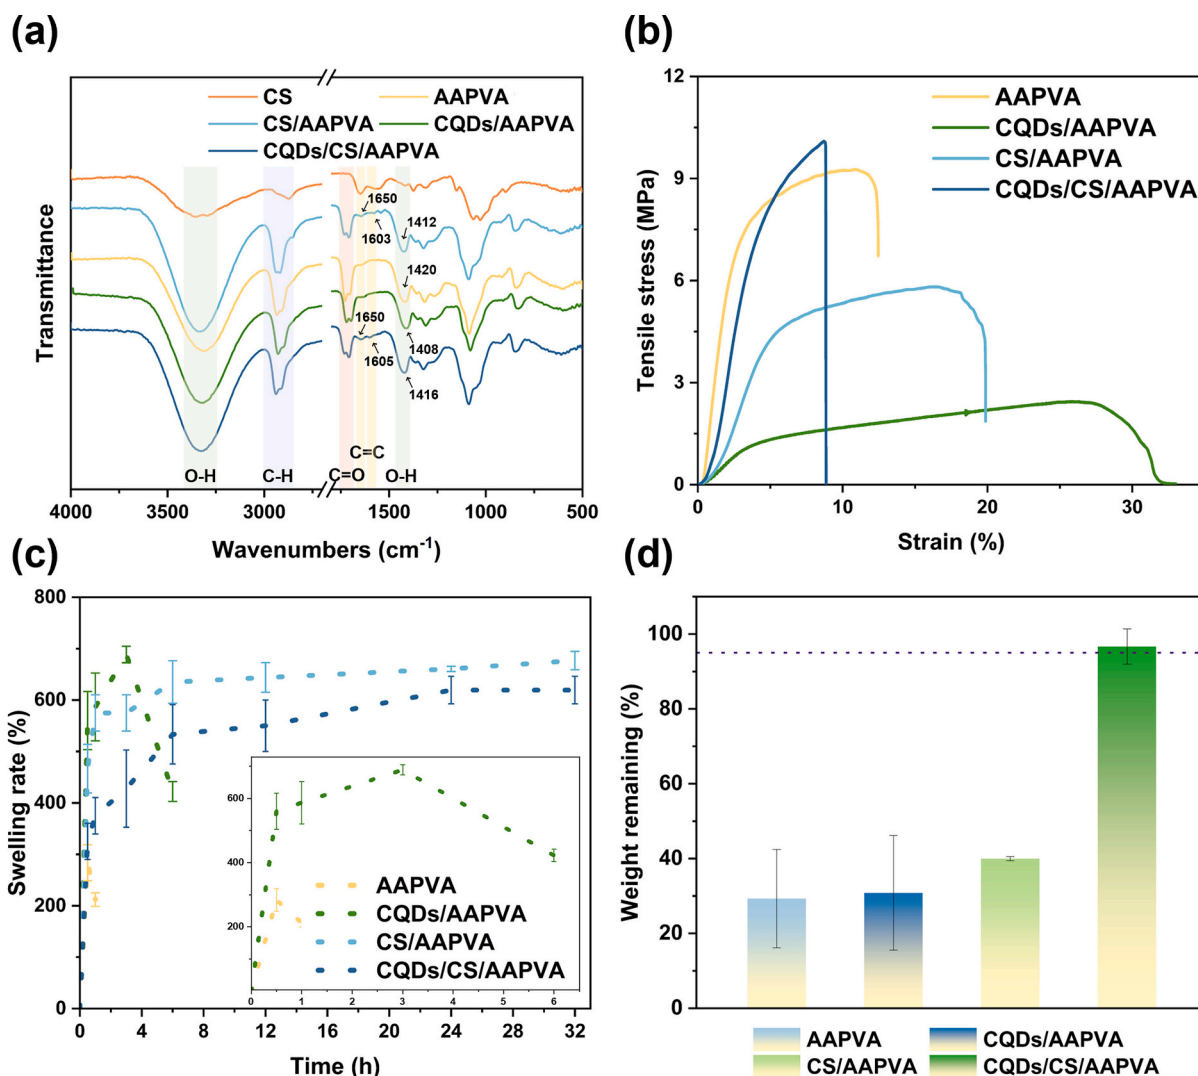 (a)
CS
AAPVA
CS/AAPVA
CQDs/AAPVA
CQDs/CS/AAPVA
Transmittance
1650
1603
1412
1420
1650
1605
1408
1416
O-H
C-H
C=O
C=C
O-H
4000
3500
3000
1500
1000
500
Wavenumbers (cm⁻¹)
(b)
AAPVA
CQDs/AAPVA
CS/AAPVA
CQDs/CS/AAPVA
Tensile stress (MPa)
12
9
6
3
0
0
10
20
30
Strain (%)
(c)
Swelling rate (%)
800
600
400
200
0
0
4
8
12
16
20
24
28
32
Time (h)
600
400
200
0
1
2
3
4
5
6
AAPVA
CQDs/AAPVA
CS/AAPVA
CQDs/CS/AAPVA
(d)
Weight remaining (%)
100
80
60
40
20
0
AAPVA
CQDs/AAPVA
CS/AAPVA
CQDs/CS/AAPVA